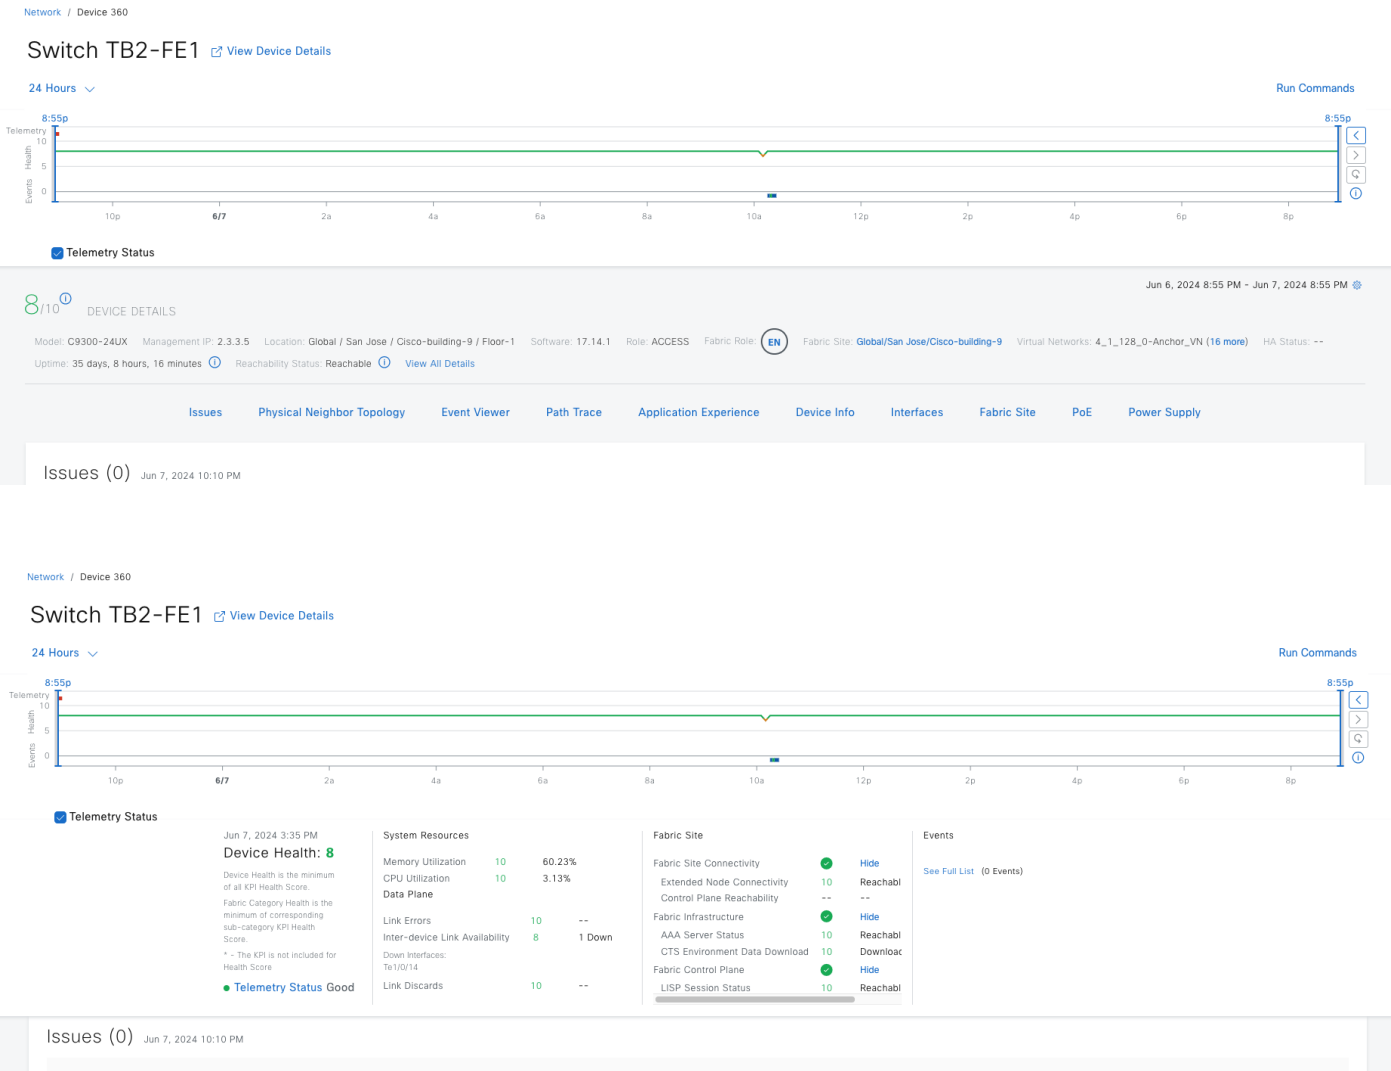 Network / Device 360
Switch TB2-FE1 View Device Details
24 Hours Run Commands
8:55p 8:55p
Telemetry
10
Health
5
Events
0
10p 6/7 2a 4a 6a 8a 10a 12p 2p 4p 6p 8p
Telemetry Status
Jun 6, 2024 8:55 PM - Jun 7, 2024 8:55 PM
8/10 DEVICE DETAILS
Model: C9300-24UX Management IP: 2.3.3.5 Location: Global / San Jose / Cisco-building-9 / Floor-1 Software: 17.14.1 Role: ACCESS Fabric Role: EN Fabric Site: Global/San Jose/Cisco-building-9 Virtual Networks: 4_1_128_0-Anchor_VN (16 more) HA Status: --
Uptime: 35 days, 8 hours, 16 minutes Reachability Status: Reachable View All Details
Issues Physical Neighbor Topology Event Viewer Path Trace Application Experience Device Info Interfaces Fabric Site PoE Power Supply
Issues (0) Jun 7, 2024 10:10 PM
Network / Device 360
Switch TB2-FE1 View Device Details
24 Hours Run Commands
8:55p 8:55p
Telemetry
10
Health
5
Events
0
10p 6/7 2a 4a 6a 8a 10a 12p 2p 4p 6p 8p
Telemetry Status
Jun 7, 2024 3:35 PM
Device Health: 8
Device Health is the minimum
of all KPI Health Score.
Fabric Category Health is the
minimum of corresponding
sub-category KPI Health
Score.
* - The KPI is not included for
Health Score
Telemetry Status Good
System Resources
Memory Utilization 10 60.23%
CPU Utilization 10 3.13%
Data Plane
Link Errors 10 --
Inter-device Link Availability 8 1 Down
Down Interfaces:
Te1/0/14
Link Discards 10 --
Fabric Site
Fabric Site Connectivity Hide
Extended Node Connectivity 10 Reachabl
Control Plane Reachability -- --
Fabric Infrastructure Hide
AAA Server Status 10 Reachabl
CTS Environment Data Download 10 Downloac
Fabric Control Plane Hide
LISP Session Status 10 Reachabl
Events
See Full List (0 Events)
Issues (0) Jun 7, 2024 10:10 PM